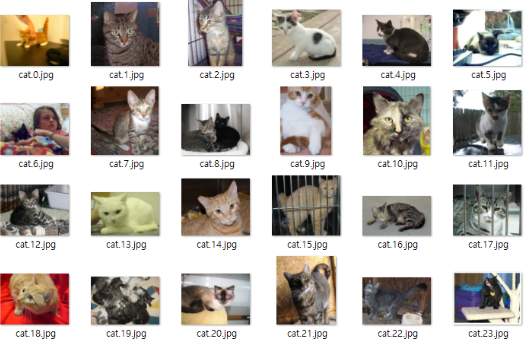 cat.0.jpg cat.1.jpg cat.2.jpg cat.3.jpg cat.4.jpg cat.5.jpg
cat.6.jpg cat.7.jpg cat.8.jpg cat.9.jpg cat.10.jpg cat.11.jpg
cat.12.jpg cat.13.jpg cat.14.jpg cat.15.jpg cat.16.jpg cat.17.jpg
cat.18.jpg cat.19.jpg cat.20.jpg cat.21.jpg cat.22.jpg cat.23.jpg